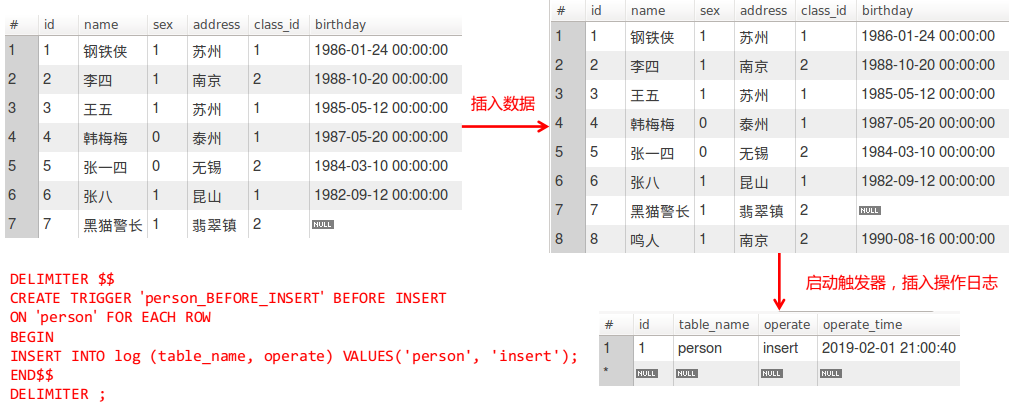 # id name sex address class_id birthday
1 1 钢铁侠 1 苏州 1 1986-01-24 00:00:00
2 2 李四 1 南京 2 1988-10-20 00:00:00
3 3 王五 1 苏州 1 1985-05-12 00:00:00
4 4 韩梅梅 0 泰州 1 1987-05-20 00:00:00
5 5 张一四 0 无锡 2 1984-03-10 00:00:00
6 6 张八 1 昆山 1 1982-09-12 00:00:00
7 7 黑猫警长 1 翡翠镇 2 NULL
插入数据
# id name sex address class_id birthday
1 1 钢铁侠 1 苏州 1 1986-01-24 00:00:00
2 2 李四 1 南京 2 1988-10-20 00:00:00
3 3 王五 1 苏州 1 1985-05-12 00:00:00
4 4 韩梅梅 0 泰州 1 1987-05-20 00:00:00
5 5 张一四 0 无锡 2 1984-03-10 00:00:00
6 6 张八 1 昆山 1 1982-09-12 00:00:00
7 7 黑猫警长 1 翡翠镇 2 NULL
8 8 鸣人 1 南京 2 1990-08-16 00:00:00
DELIMITER $$
CREATE TRIGGER 'person_BEFORE_INSERT' BEFORE INSERT
ON 'person' FOR EACH ROW
BEGIN
INSERT INTO log (table_name, operate) VALUES('person', 'insert');
END$$
DELIMITER ;
启动触发器，插入操作日志
# id table_name operate operate_time
1 1 person insert 2019-02-01 21:00:40
* NULL NULL NULL NULL